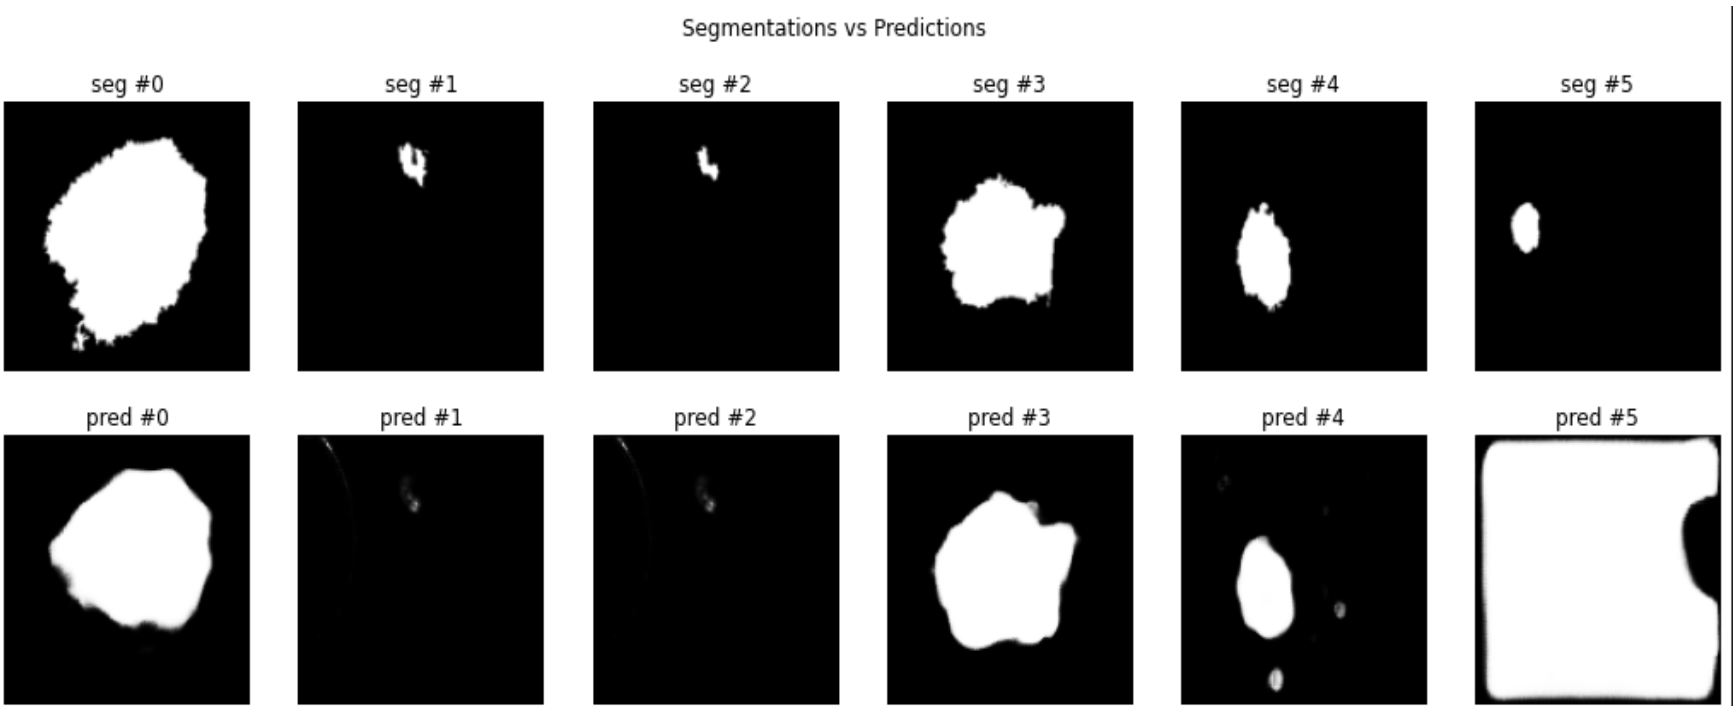 Segmentations vs Predictions
seg #0 seg #1 seg #2 seg #3 seg #4 seg #5
pred #0 pred #1 pred #2 pred #3 pred #4 pred #5